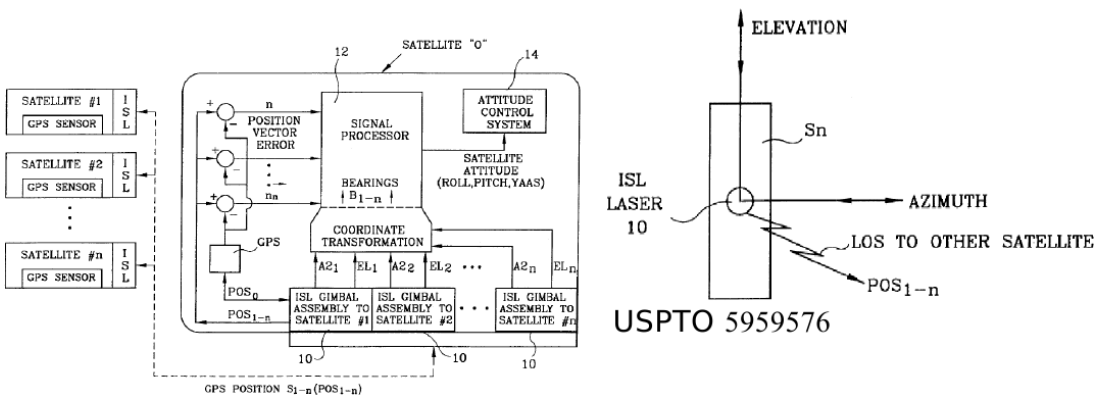 SATELLITE "0"
12
14
SATELLITE #1
GPS SENSOR
I
S
L
SATELLITE #2
GPS SENSOR
I
S
L
SATELLITE #n
GPS SENSOR
I
S
L
+
-
n
POSITION
VECTOR
ERROR
+
-
+
-
nn
SIGNAL
PROCESSOR
BEARINGS
B1-n
ATTITUDE
CONTROL
SYSTEM
SATELLITE
ATTITUDE
(ROLL,PITCH,YAAS)
COORDINATE
TRANSFORMATION
GPS
A21 EL1 A22 EL2 A2n ELn
POS0
POS1-n
ISL GIMBAL
ASSEMBLY TO
SATELLITE #1
ISL GIMBAL
ASSEMBLY TO
SATELLITE #2
ISL GIMBAL
ASSEMBLY TO
SATELLITE #n
10 10 10
GPS POSITION S1-n(POS1-n)
ELEVATION
Sn
ISL
LASER
10
AZIMUTH
LOS TO OTHER SATELLITE
POS1-n
USPTO 5959576